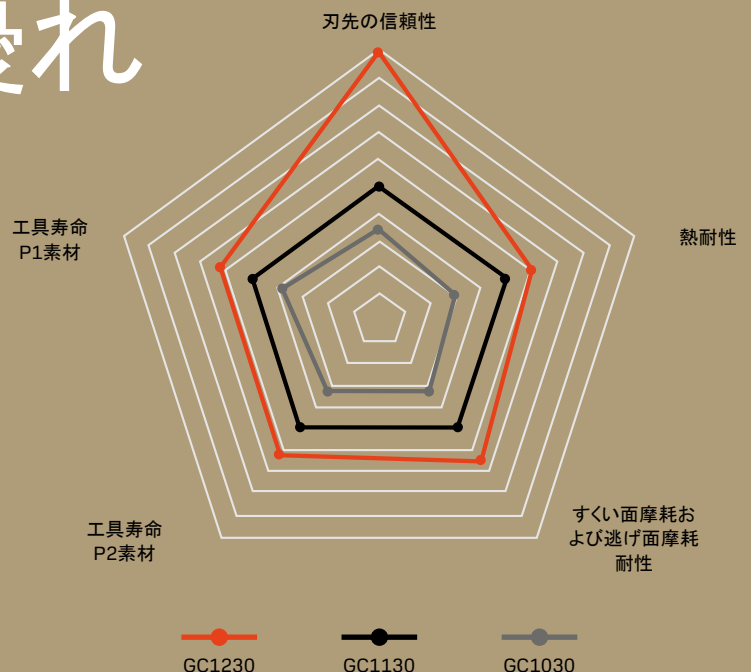 れ
刃先の信頼性
熱耐性
すくい面摩耗お
よび逃げ面摩耗
耐性
工具寿命
P2素材
工具寿命
P1素材
GC1230
GC1130
GC1030